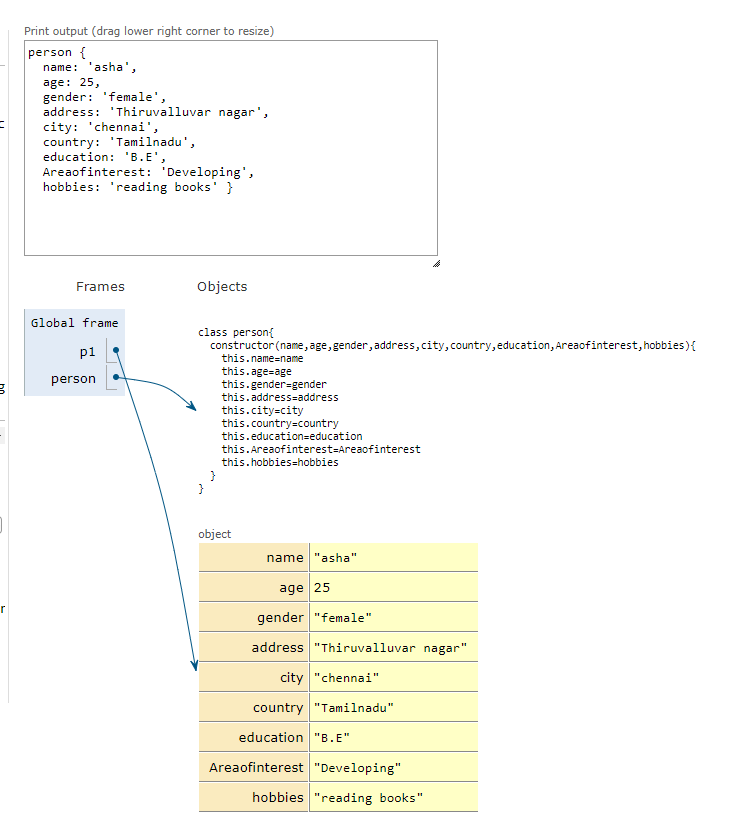 Print output (drag lower right corner to resize)
person {
  name: 'asha',
  age: 25,
  gender: 'female',
  address: 'Thiruvalluvar nagar',
  city: 'chennai',
  country: 'Tamilnadu',
  education: 'B.E',
  Areaofinterest: 'Developing',
  hobbies: 'reading books' }
Frames Objects
Global frame
p1
person
class person{
  constructor(name,age,gender,address,city,country,education,Areaofinterest,hobbies){
    this.name=name
    this.age=age
    this.gender=gender
    this.address=address
    this.city=city
    this.country=country
    this.education=education
    this.Areaofinterest=Areaofinterest
    this.hobbies=hobbies
  }
}
object
name "asha"
age 25
gender "female"
address "Thiruvalluvar nagar"
city "chennai"
country "Tamilnadu"
education "B.E"
Areaofinterest "Developing"
hobbies "reading books"